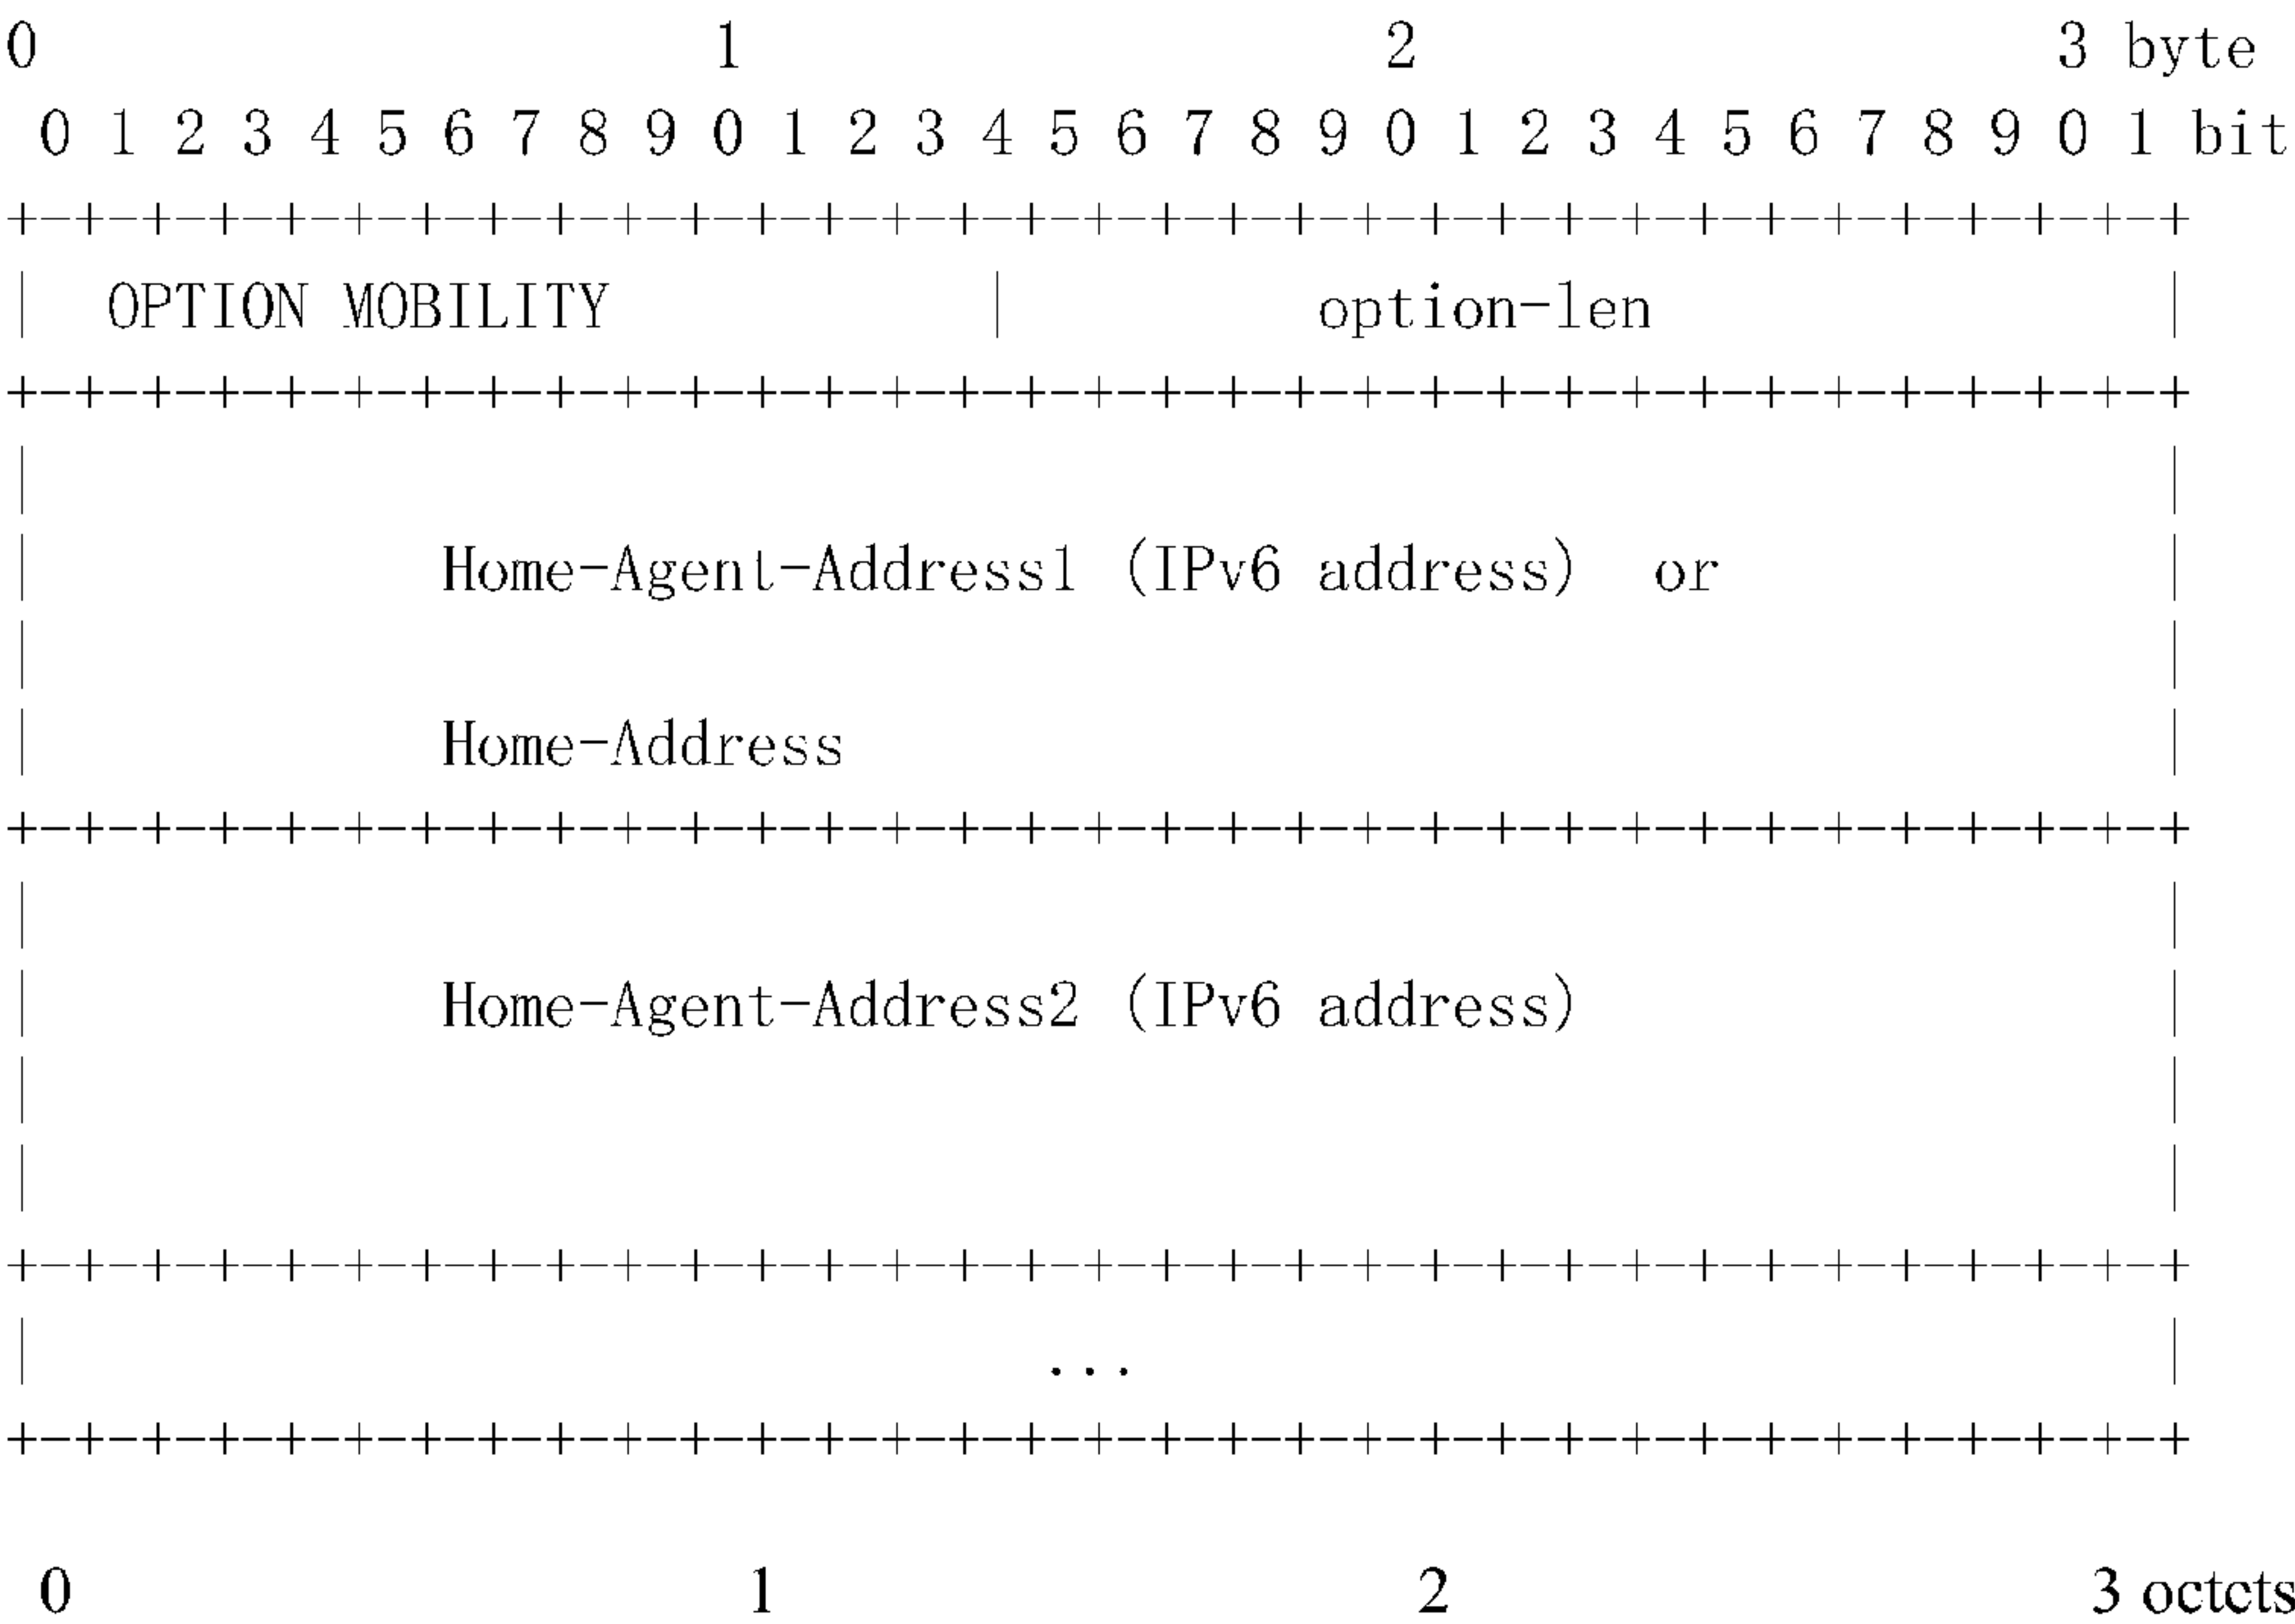 0 1 2 3 byte
0 1 2 3 4 5 6 7 8 9 0 1 2 3 4 5 6 7 8 9 0 1 2 3 4 5 6 7 8 9 0 1 bit
+-+-+-+-+-+-+-+-+-+-+-+-+-+-+-+-+-+-+-+-+-+-+-+-+-+-+-+-+-+-+-+-+
| OPTION MOBILITY | option-len |
+-+-+-+-+-+-+-+-+-+-+-+-+-+-+-+-+-+-+-+-+-+-+-+-+-+-+-+-+-+-+-+-+
| |
| Home-Agent-Address1 (IPv6 address) or |
| |
| Home-Address |
+-+-+-+-+-+-+-+-+-+-+-+-+-+-+-+-+-+-+-+-+-+-+-+-+-+-+-+-+-+-+-+-+
| |
| Home-Agent-Address2 (IPv6 address) |
| |
| |
+-+-+-+-+-+-+-+-+-+-+-+-+-+-+-+-+-+-+-+-+-+-+-+-+-+-+-+-+-+-+-+-+
| ... |
+-+-+-+-+-+-+-+-+-+-+-+-+-+-+-+-+-+-+-+-+-+-+-+-+-+-+-+-+-+-+-+-+
0 1 2 3 octets